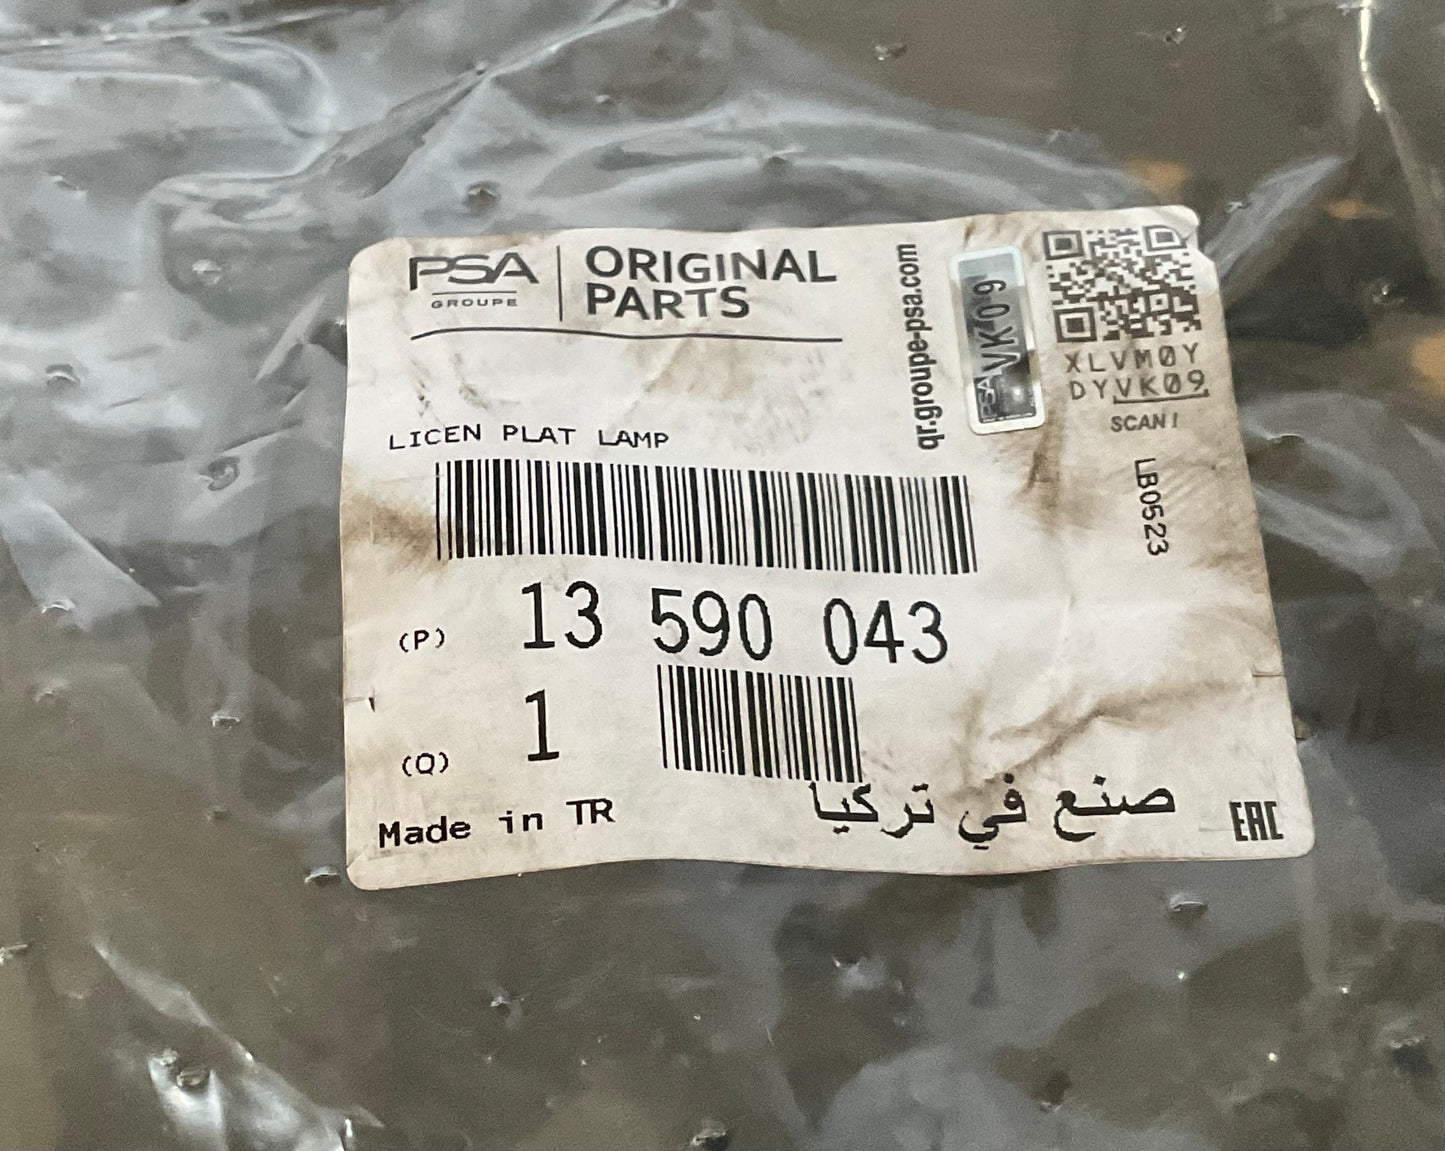 PSA
GROUPE
ORIGINAL
PARTS
qr.groupe-psa.com
PSA VK09
XLVM0Y
DYVK09
SCAN!
LB0523
LICEN PLAT LAMP
(P) 13 590 043
(Q) 1
Made in TR
صنع في تركيا
EAC